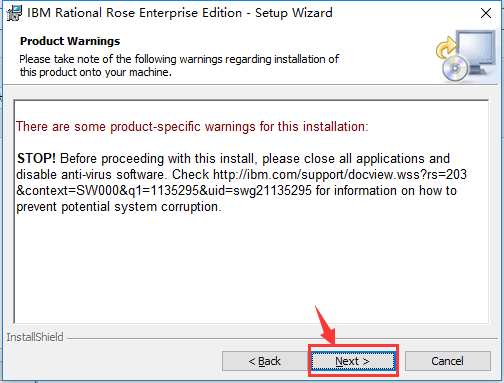 IBM Rational Rose Enterprise Edition - Setup Wizard
Product Warnings
Please take note of the following warnings regarding installation of
this product onto your machine.
There are some product-specific warnings for this installation:
STOP! Before proceeding with this install, please close all applications and
disable anti-virus software. Check http://ibm.com/support/docview.wss?rs=203
&context=SW000&q1=1135295&uid=swg21135295 for information on how to
prevent potential system corruption.
InstallShield
< Back
Next >
Cancel